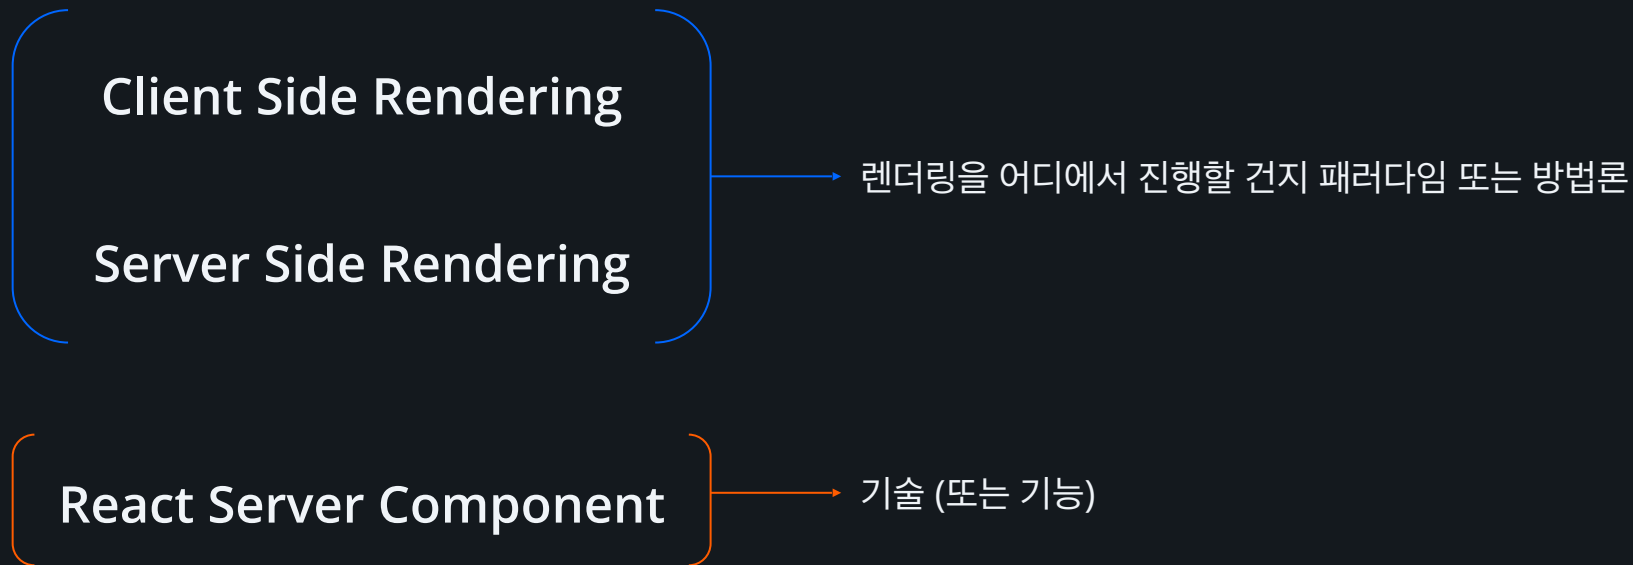 Client Side Rendering
Server Side Rendering
렌더링을 어디에서 진행할 건지 패러다임 또는 방법론
React Server Component
기술 (또는 기능)